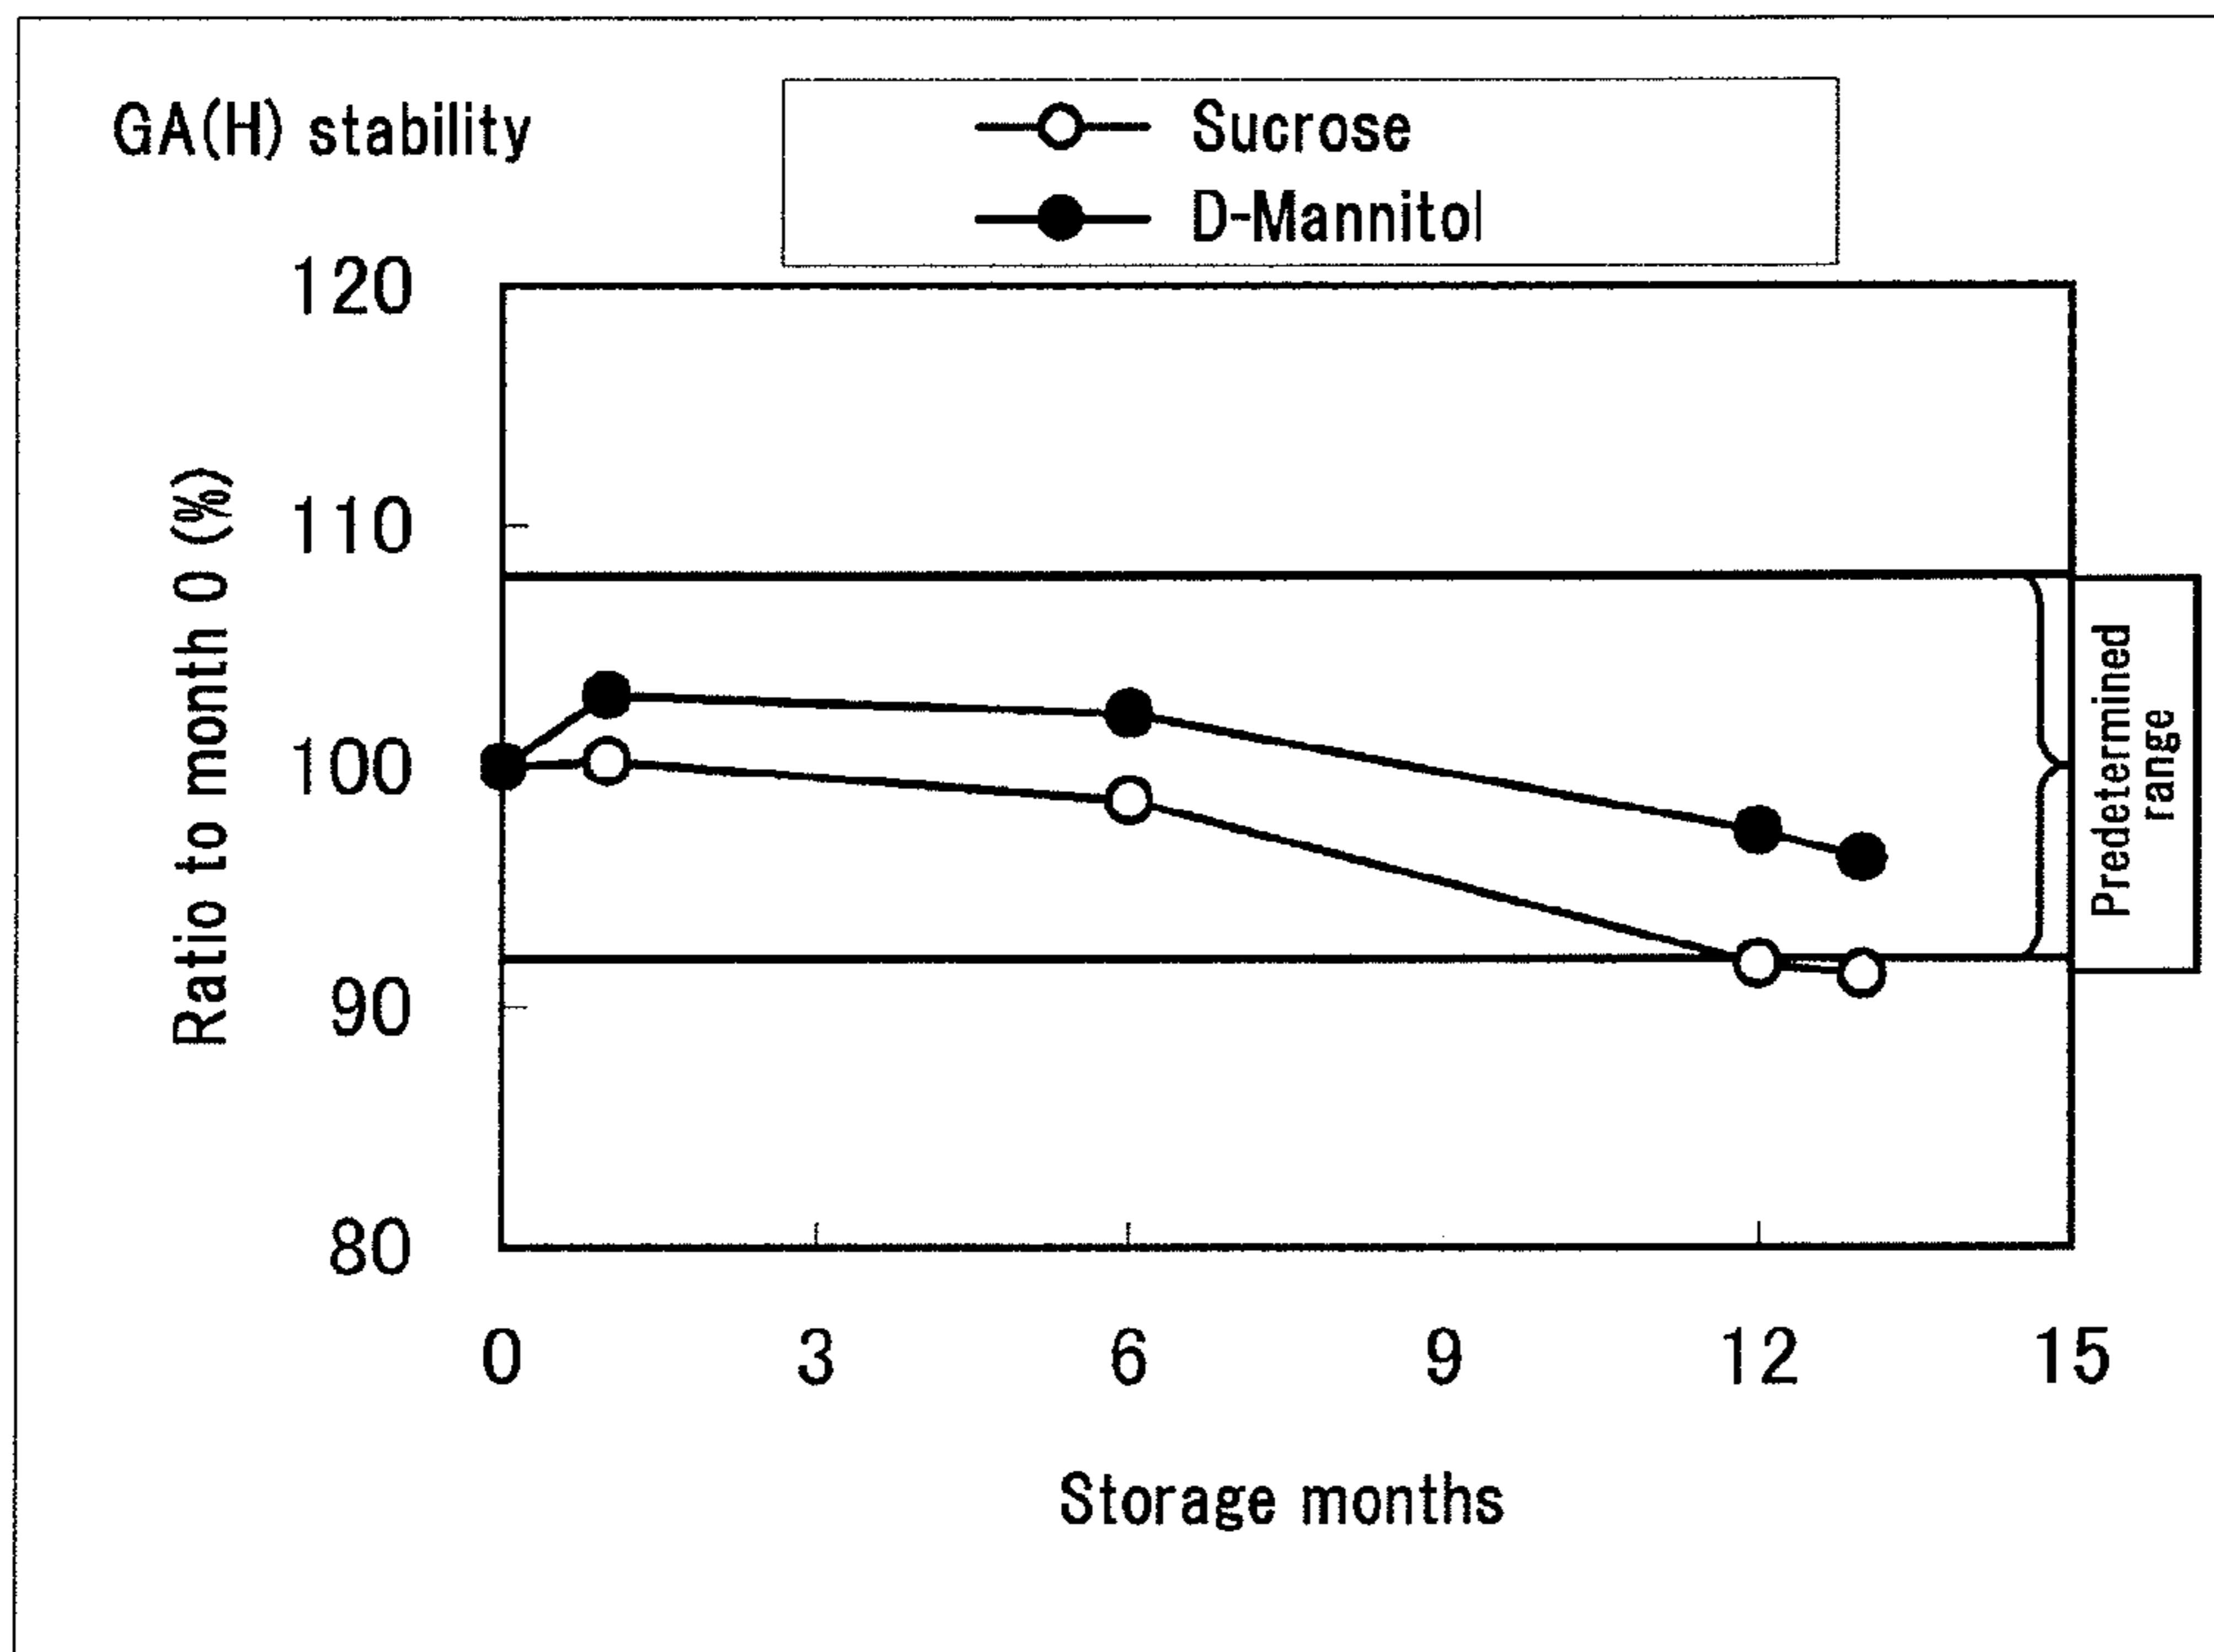 GA(H) stability
Sucrose
D-Mannitol
120
110
100
90
80
Ratio to month 0 (%)
Predetermined
range
0 3 6 9 12 15
Storage months